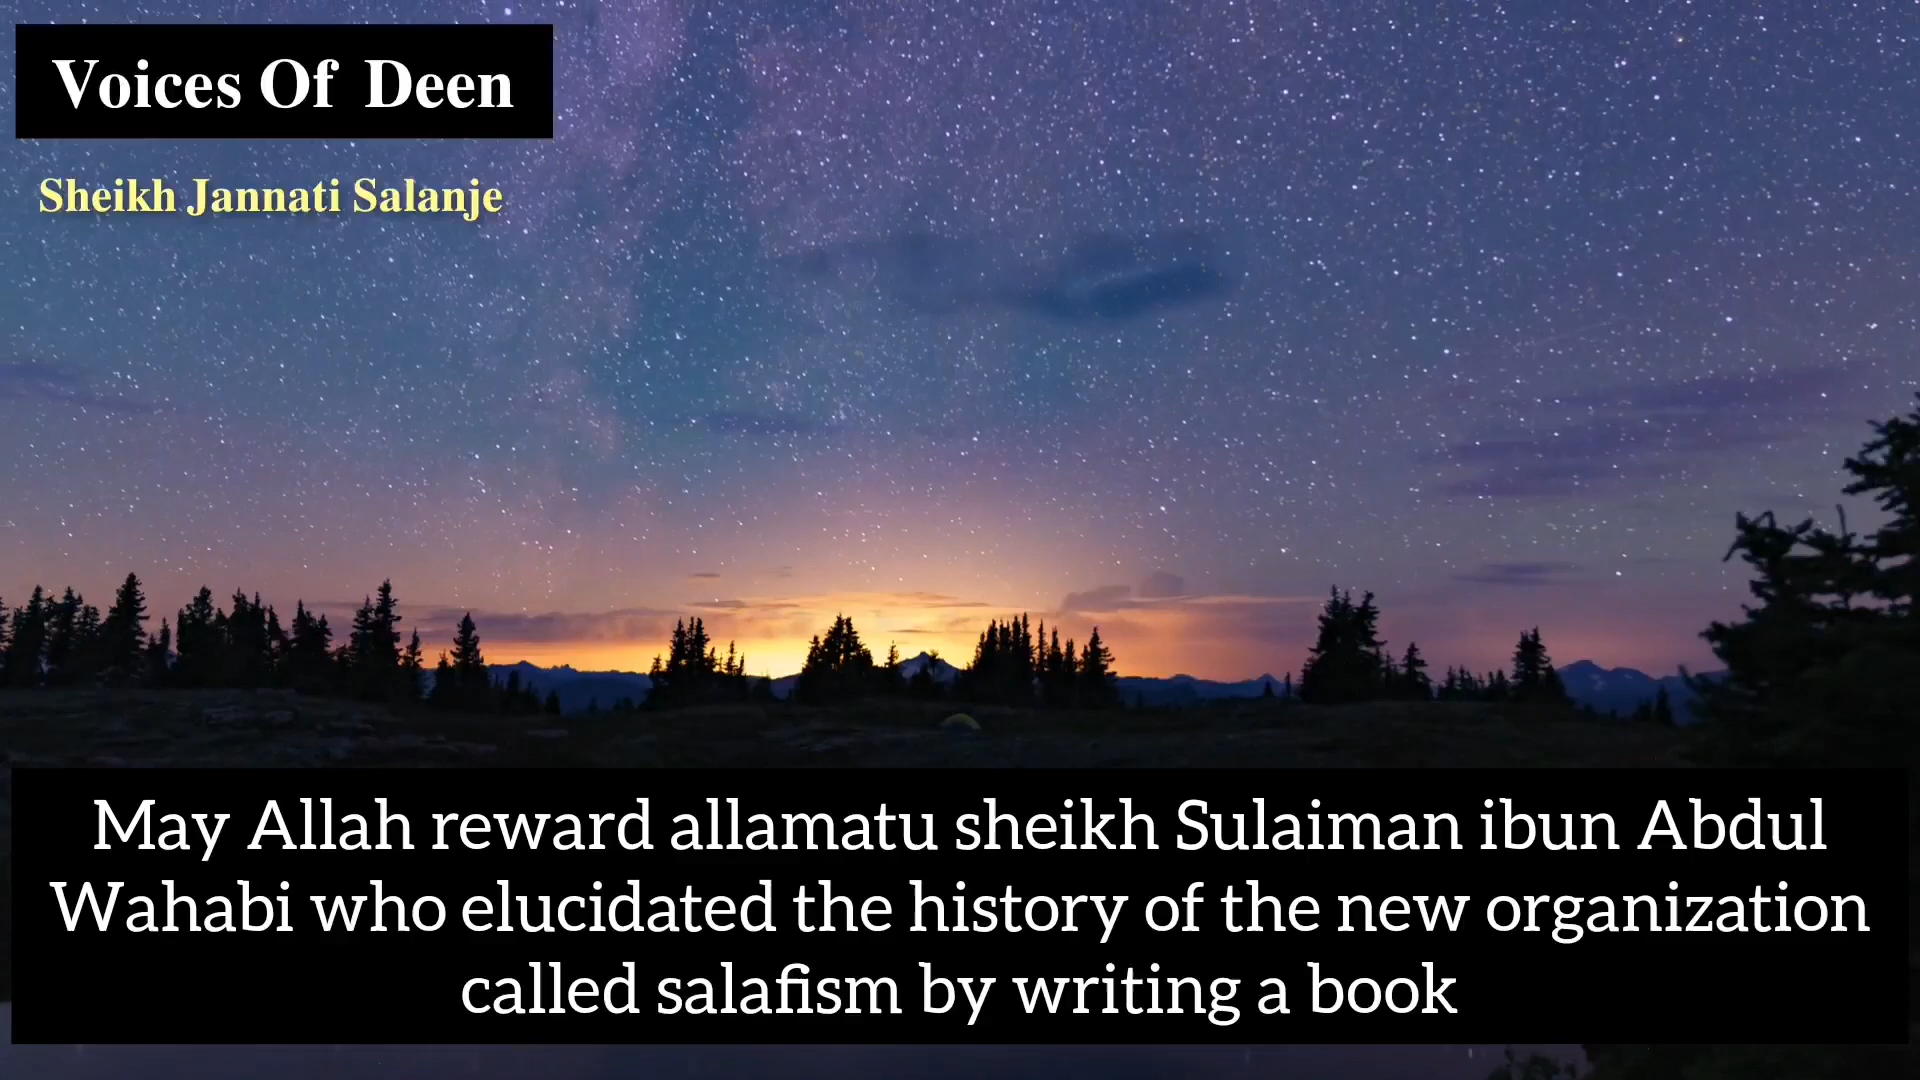 Voices Of Deen
Sheikh Jannati Salanje
May Allah reward allamatu sheikh Sulaiman ibun Abdul
Wahabi who elucidated the history of the new organization
called salafism by writing a book